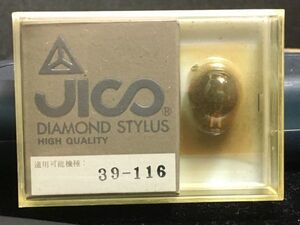 JICO®
DIAMOND STYLUS
HIGH QUALITY
適用可能機種:
39-116